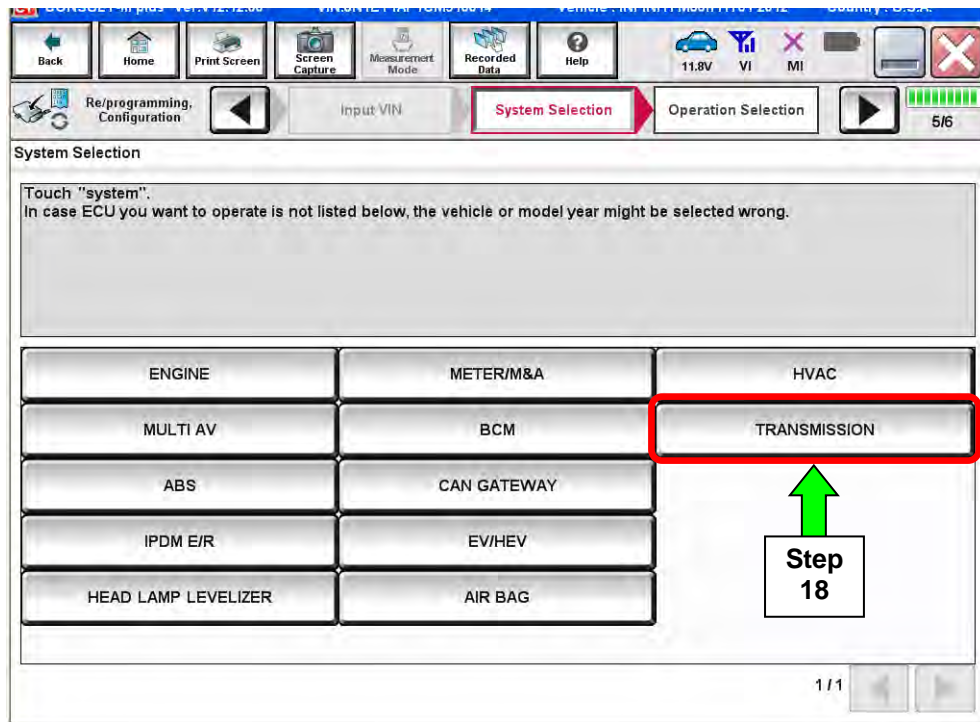 Back
Home
Print Screen
Screen
Capture
Measurement
Mode
Recorded
Data
Help
11.8V
VI
MI
Re/programming,
Configuration
Input VIN
System Selection
Operation Selection
5/6
System Selection
Touch "system".
In case ECU you want to operate is not listed below, the vehicle or model year might be selected wrong.
ENGINE
METER/M&A
HVAC
MULTI AV
BCM
TRANSMISSION
ABS
CAN GATEWAY
IPDM E/R
EV/HEV
HEAD LAMP LEVELIZER
AIR BAG
Step
18
1/1